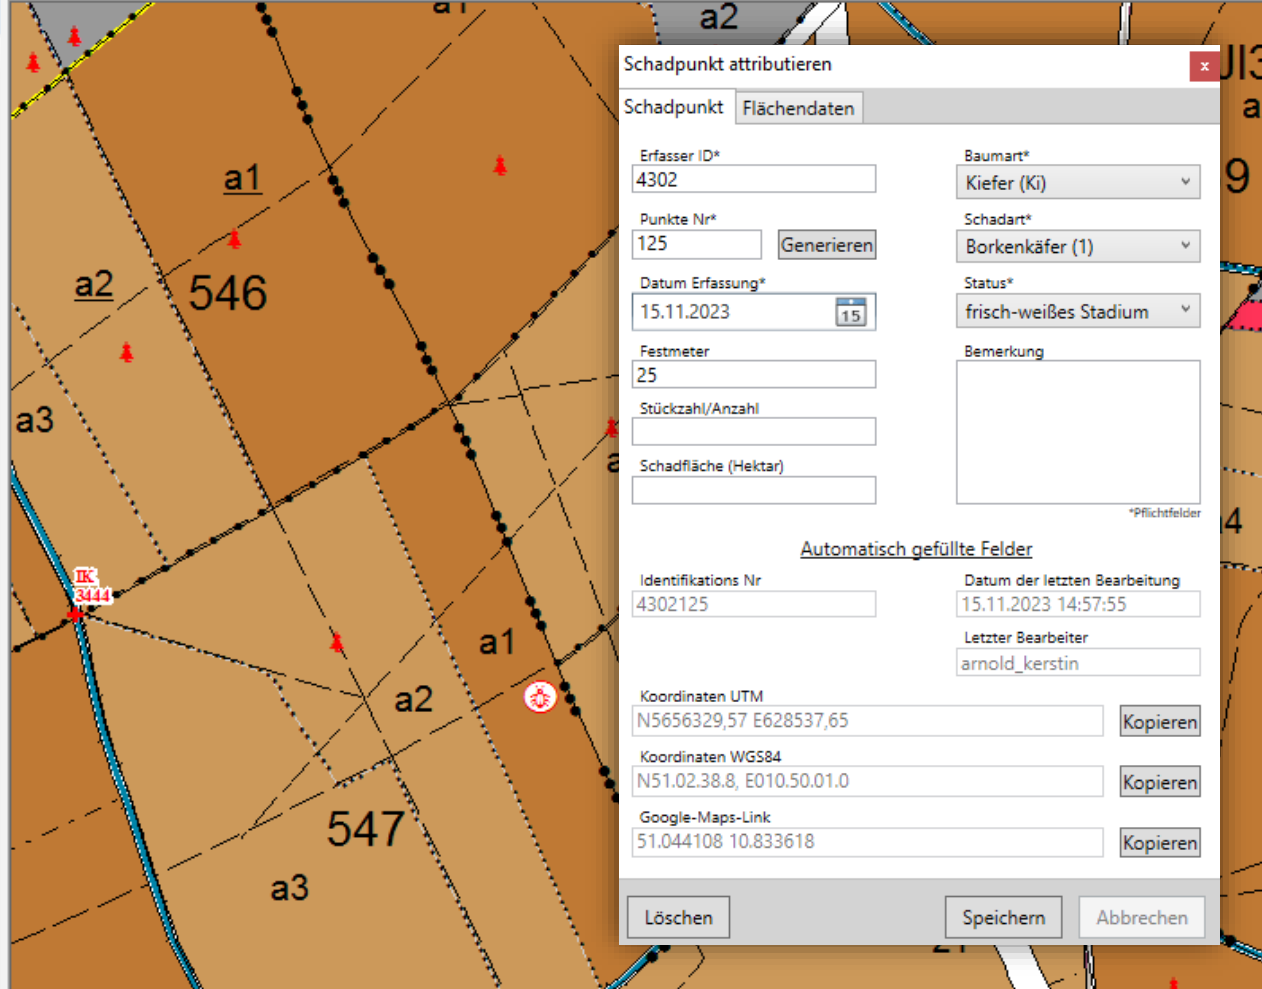 a1
a2
a1
546
a2
a3
IK
3444
a1
a2
547
a3
Schadpunkt attributieren
x
Schadpunkt
Flächendaten
Erfasser ID*
4302
Baumart*
Kiefer (Ki)
Punkte Nr*
125
Generieren
Schadart*
Borkenkäfer (1)
Datum Erfassung*
15.11.2023
15
Status*
frisch-weißes Stadium
Festmeter
25
Bemerkung
Stückzahl/Anzahl
Schadfläche (Hektar)
*Pflichtfelder
Automatisch gefüllte Felder
Identifikations Nr
4302125
Datum der letzten Bearbeitung
15.11.2023 14:57:55
Letzter Bearbeiter
arnold_kerstin
Koordinaten UTM
N5656329,57 E628537,65
Kopieren
Koordinaten WGS84
N51.02.38.8, E010.50.01.0
Kopieren
Google-Maps-Link
51.044108 10.833618
Kopieren
Löschen
Speichern
Abbrechen
9
4